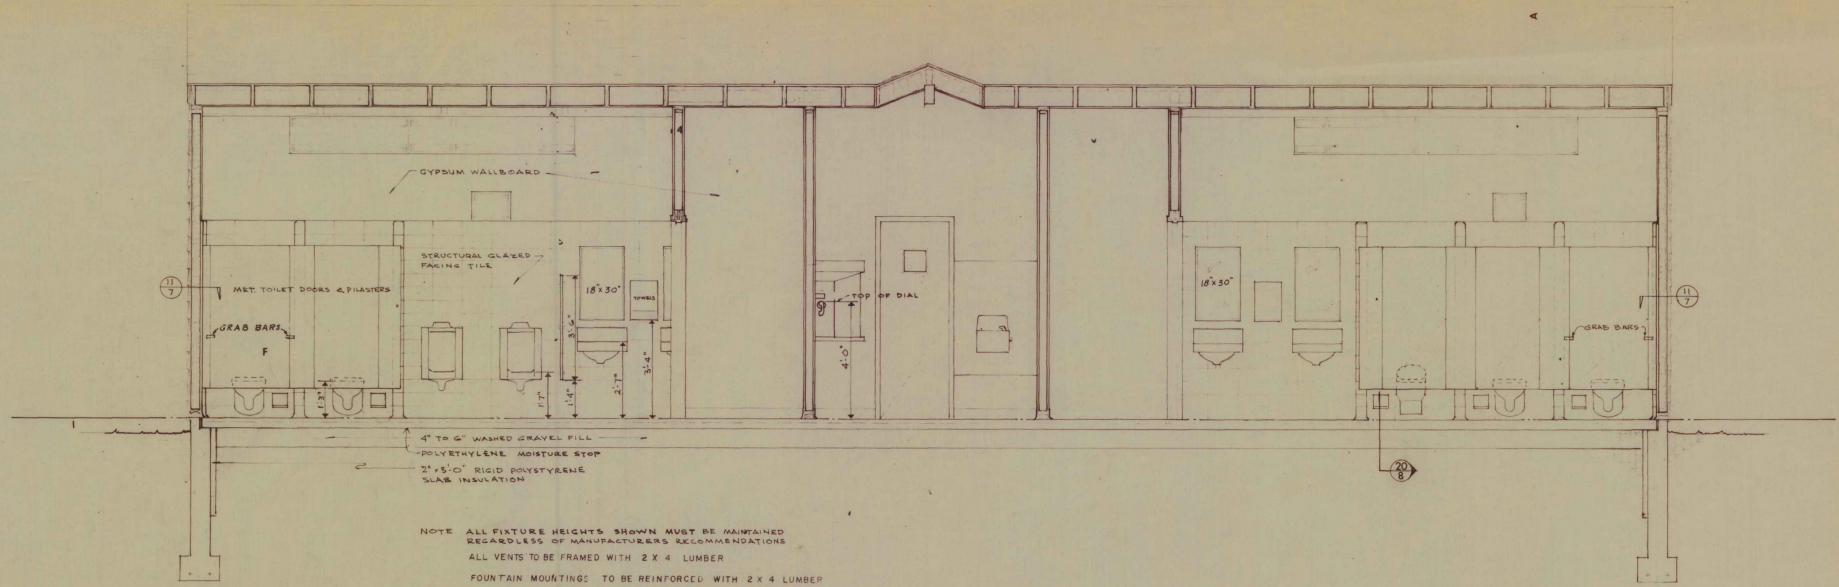 A
GYPSUM WALLBOARD
STRUCTURAL GLAZED
FACING TILE
11
7
MET. TOILET DOORS & PILASTERS
GRAB BARS
F
18"x30"
TOWELS
TOP OF DIAL
18"x30"
11
7
GRAB BARS
1'-3"
1'-7"
3'-6"
1'-4"
2'-7"
3'-4"
4'-0"
4" TO 6" WASHED GRAVEL FILL
POLYETHYLENE MOISTURE STOP
2" x 3'-0" RIGID POLYSTYRENE
SLAB INSULATION
20
8
NOTE ALL FIXTURE HEIGHTS SHOWN MUST BE MAINTAINED
REGARDLESS OF MANUFACTURERS RECOMMENDATIONS
ALL VENTS TO BE FRAMED WITH 2 X 4 LUMBER
FOUNTAIN MOUNTINGS TO BE REINFORCED WITH 2 X 4 LUMBER